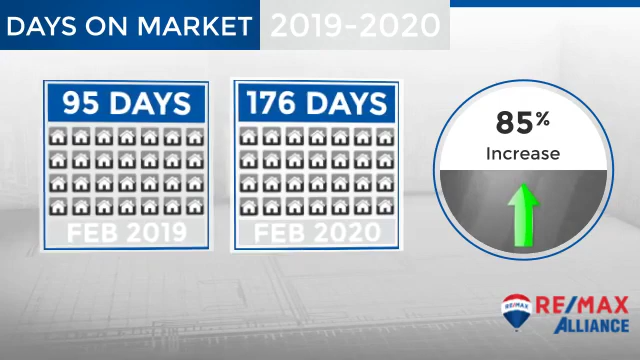 DAYS ON MARKET 2019-2020
95 DAYS
FEB 2019
176 DAYS
FEB 2020
85%
Increase
RE/MAX
RE/MAX
ALLIANCE